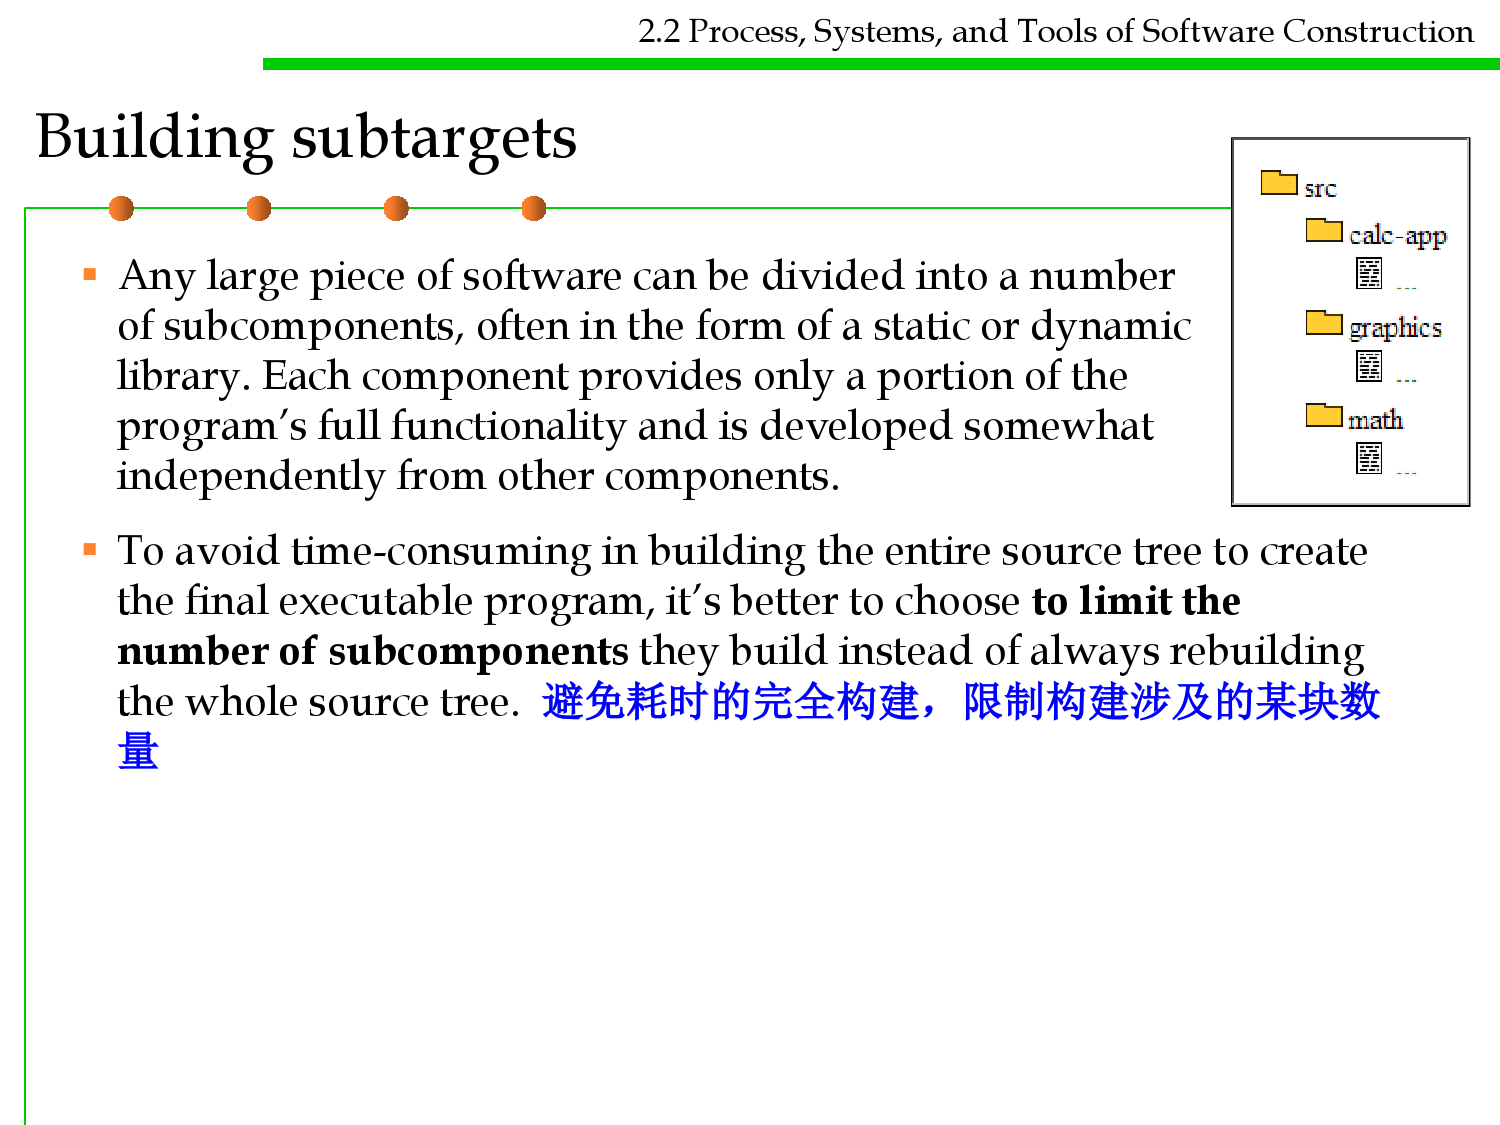 2.2 Process, Systems, and Tools of Software Construction
Building subtargets
src
calc-app
...
graphics
...
math
...
Any large piece of software can be divided into a number
of subcomponents, often in the form of a static or dynamic
library. Each component provides only a portion of the
program’s full functionality and is developed somewhat
independently from other components.
To avoid time-consuming in building the entire source tree to create
the final executable program, it’s better to choose to limit the
number of subcomponents they build instead of always rebuilding
the whole source tree. 避免耗时的完全构建，限制构建涉及的某块数
量